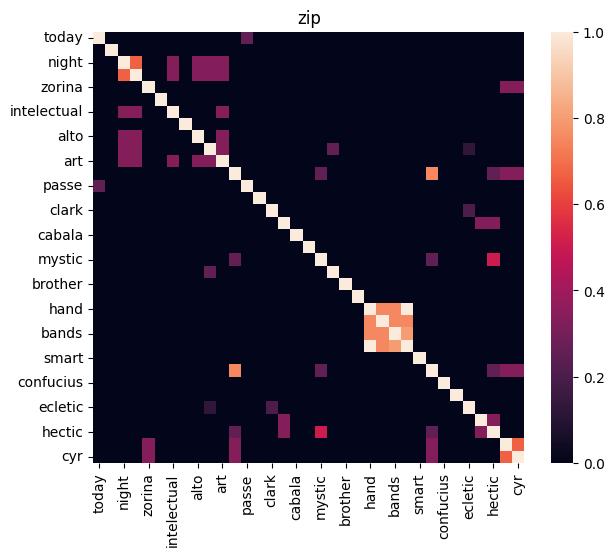 zip
today
night
zorina
intelectual
alto
art
passe
clark
cabala
mystic
brother
hand
bands
smart
confucius
ecletic
hectic
cyr
1.0
0.8
0.6
0.4
0.2
0.0
today
night
zorina
intelectual
alto
art
passe
clark
cabala
mystic
brother
hand
bands
smart
confucius
ecletic
hectic
cyr